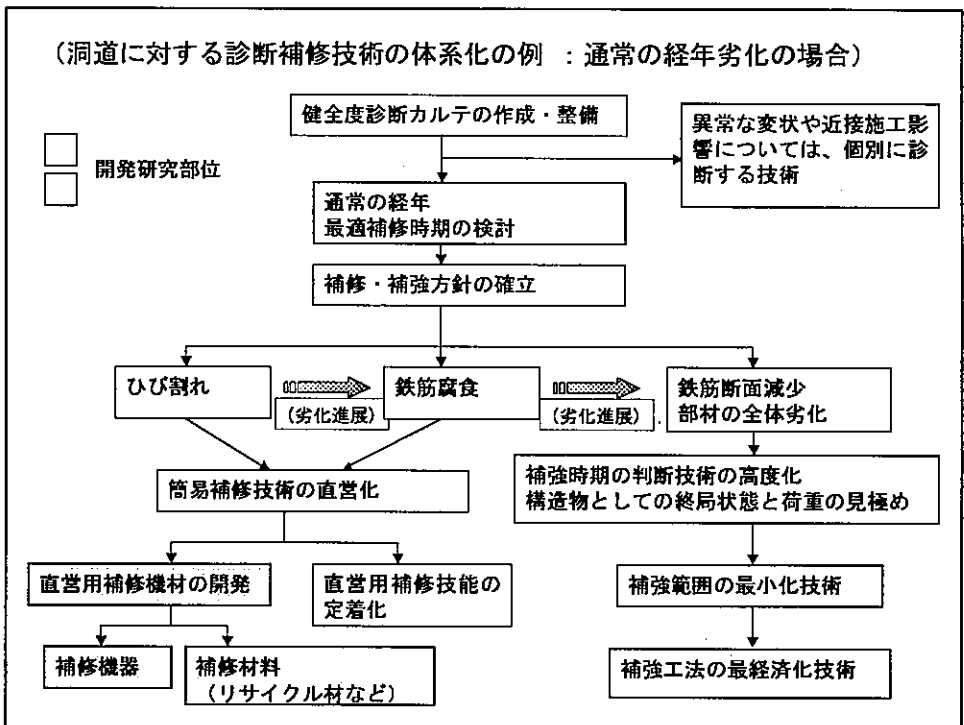 （洞道に対する診断補修技術の体系化の例　：通常の経年劣化の場合）
健全度診断カルテの作成・整備
異常な変状や近接施工影
響については、個別に診
断する技術
開発研究部位
通常の経年
最適補修時期の検討
補修・補強方針の確立
ひび割れ
（劣化進展）
鉄筋腐食
（劣化進展）
鉄筋断面減少
部材の全体劣化
簡易補修技術の直営化
補強時期の判断技術の高度化
構造物としての終局状態と荷重の見極め
直営用補修機材の開発
直営用補修技能の
定着化
補強範囲の最小化技術
補修機器
補修材料
（リサイクル材など）
補強工法の最経済化技術